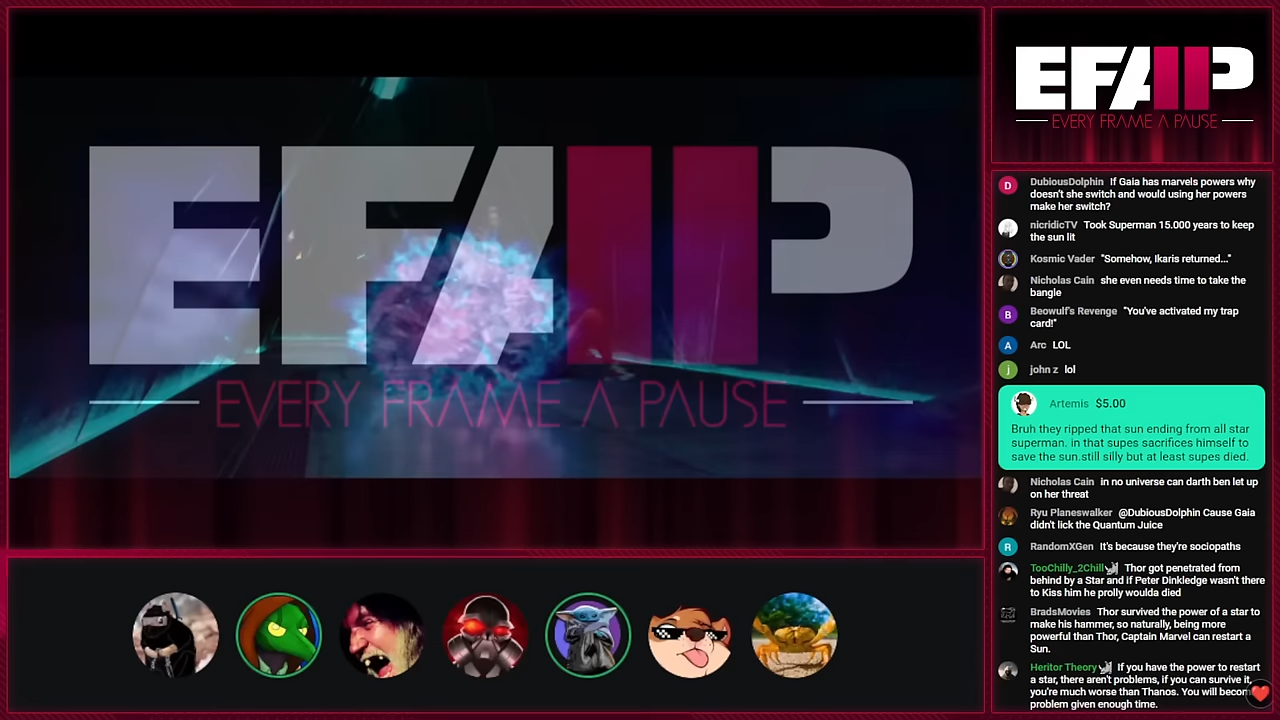 EFAP
EVERY FRAME A PAUSE
EFAP
EVERY FRAME A PAUSE
D
DubiousDolphin If Gaia has marvels powers why
doesn't she switch and would using her powers
make her switch?
nicridicTV Took Superman 15.000 years to keep
the sun lit
Kosmic Vader "Somehow, Ikaris returned..."
Nicholas Cain she even needs time to take the
bangle
B
Beowulf's Revenge "You've activated my trap
card!"
A
Arc LOL
j
john z lol
Artemis $5.00
Bruh they ripped that sun ending from all star
superman. in that supes sacrifices himself to
save the sun.still silly but at least supes died.
Nicholas Cain in no universe can darth ben let up
on her threat
Ryu Planeswalker @DubiousDolphin Cause Gaia
didn't lick the Quantum Juice
R
RandomXGen It's because they're sociopaths
TooChilly_2Chill Thor got penetrated from
behind by a Star and if Peter Dinkledge wasn't there
to Kiss him he prolly woulda died
BradsMovies Thor survived the power of a star to
make his hammer, so naturally, being more
powerful than Thor, Captain Marvel can restart a
Sun.
Heritor Theory If you have the power to restart
a star, there aren't problems, if you can survive it,
you're much worse than Thanos. You will becom
problem given enough time.